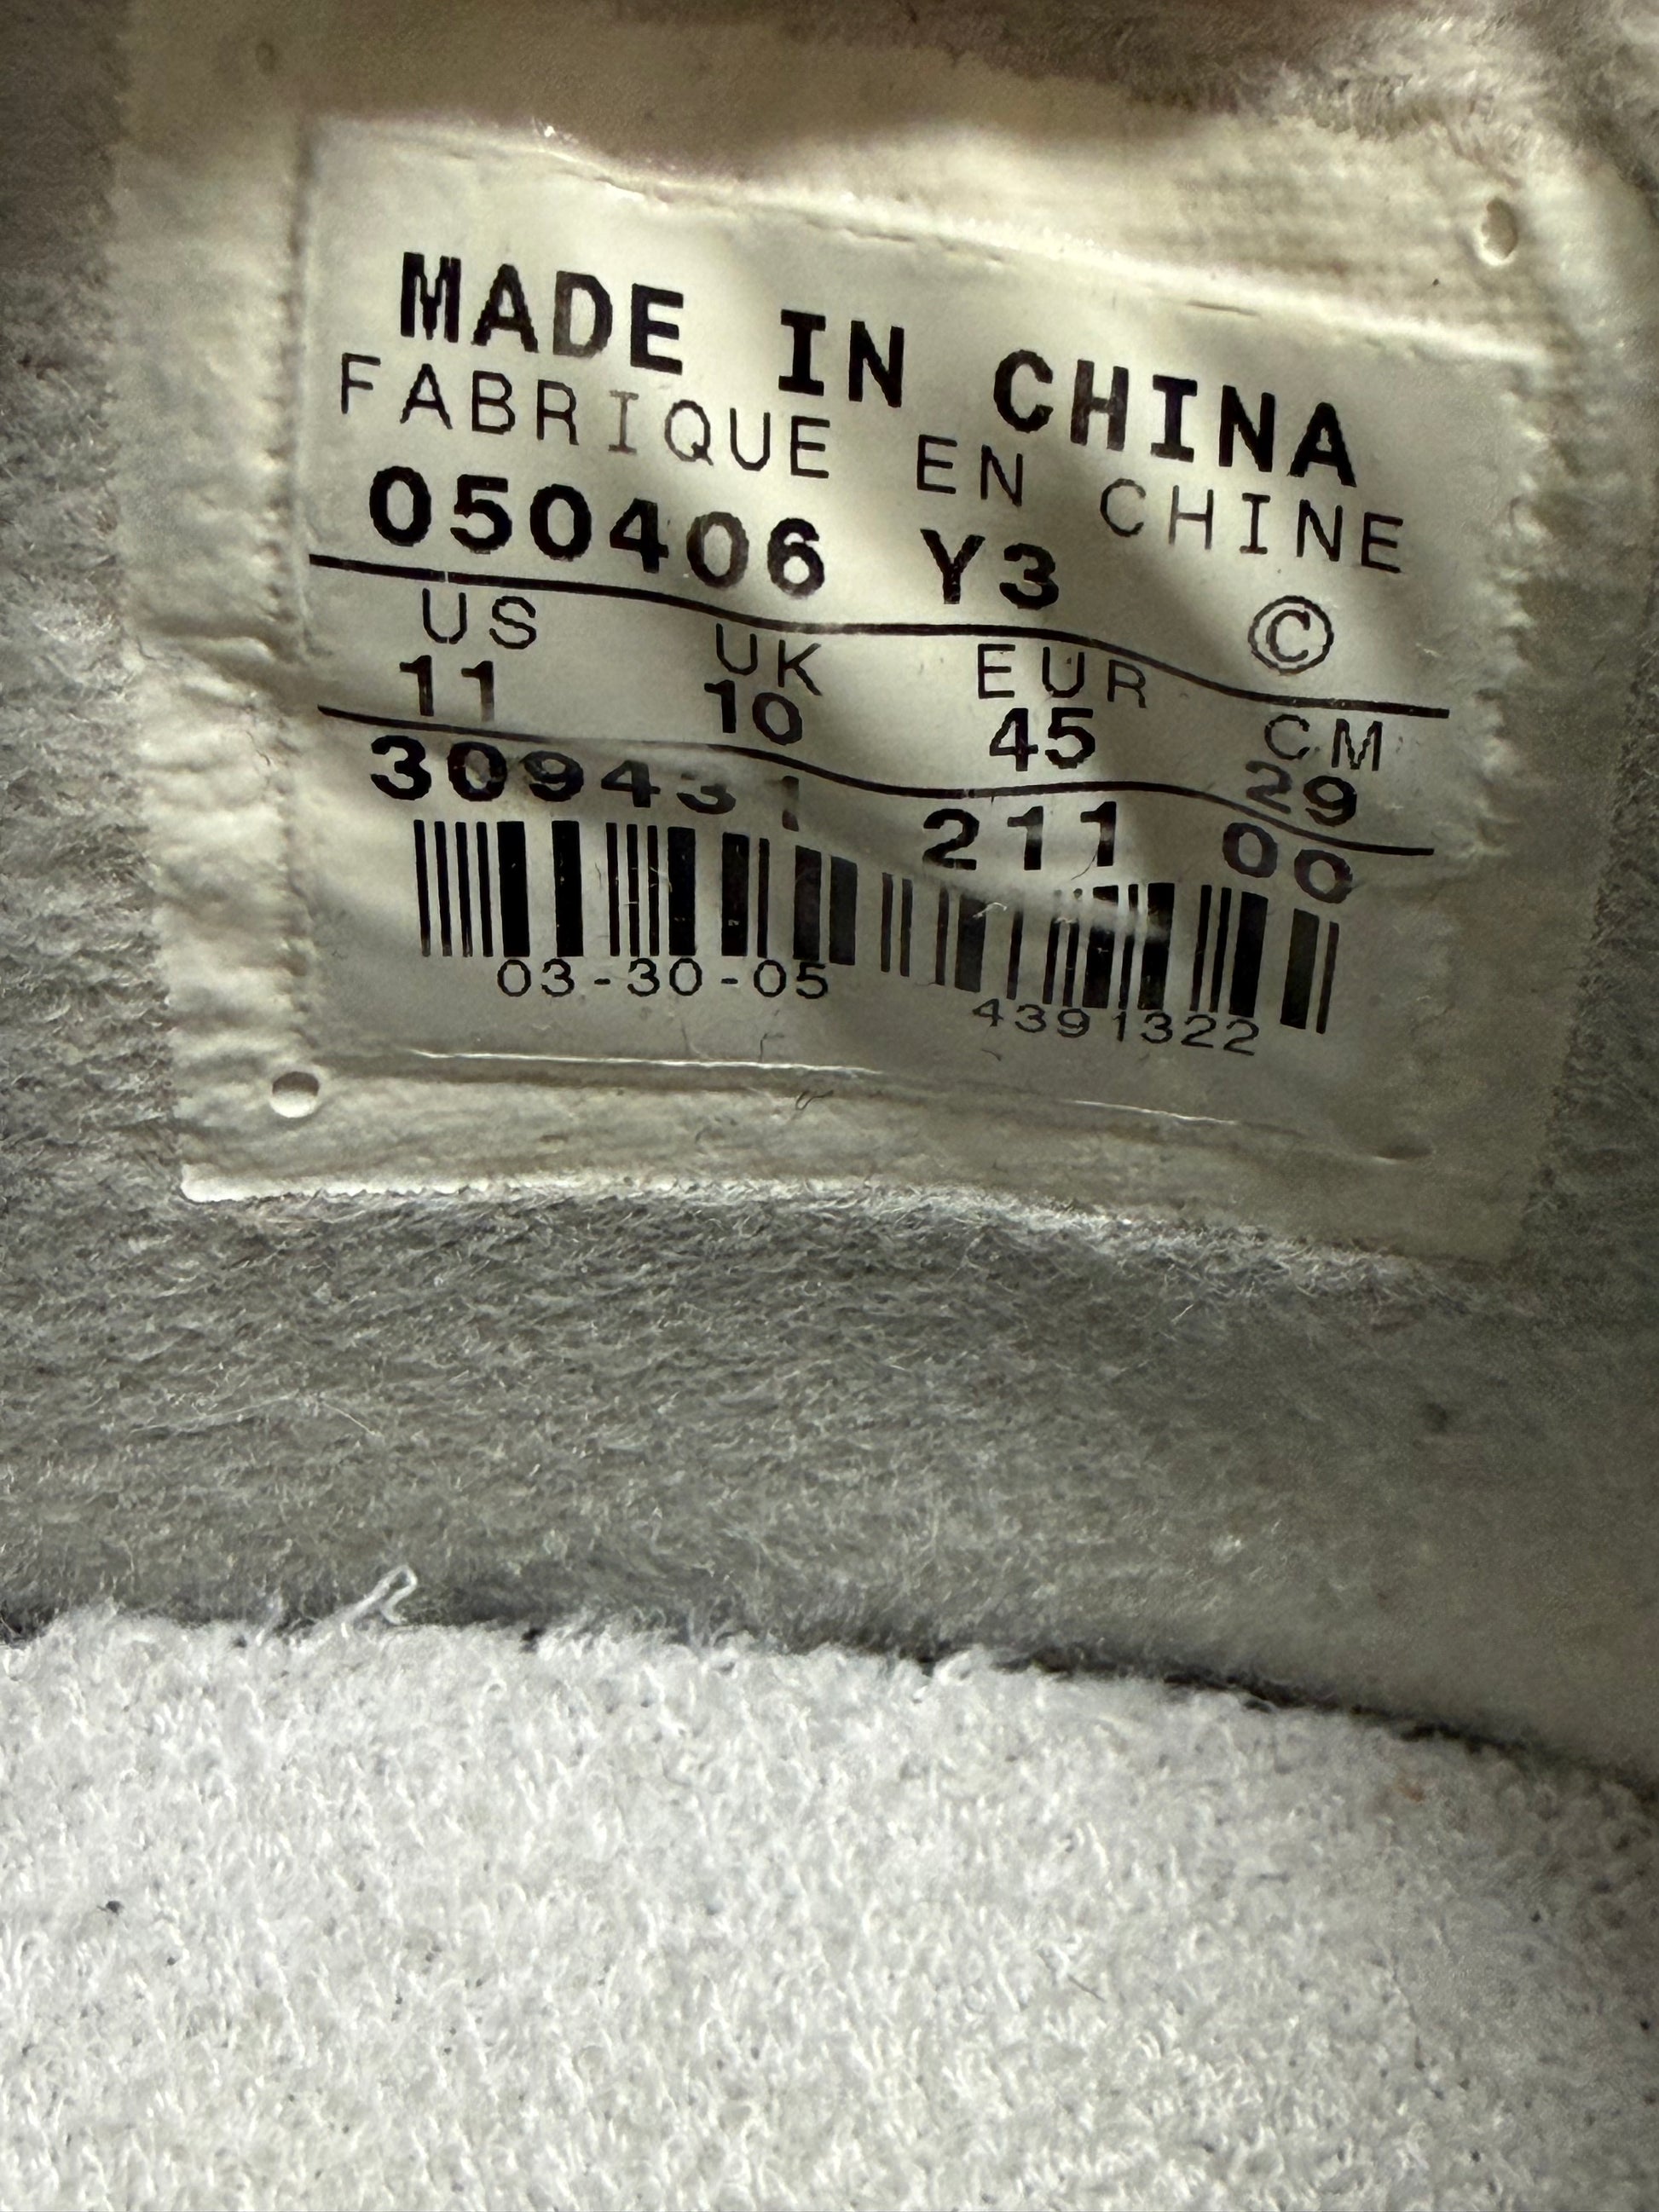 MADE IN CHINA
FABRIQUE EN CHINE
050406 Y3 ©
US UK EUR CM
11 10 45 29
309431 211 00
03-30-05 4391322